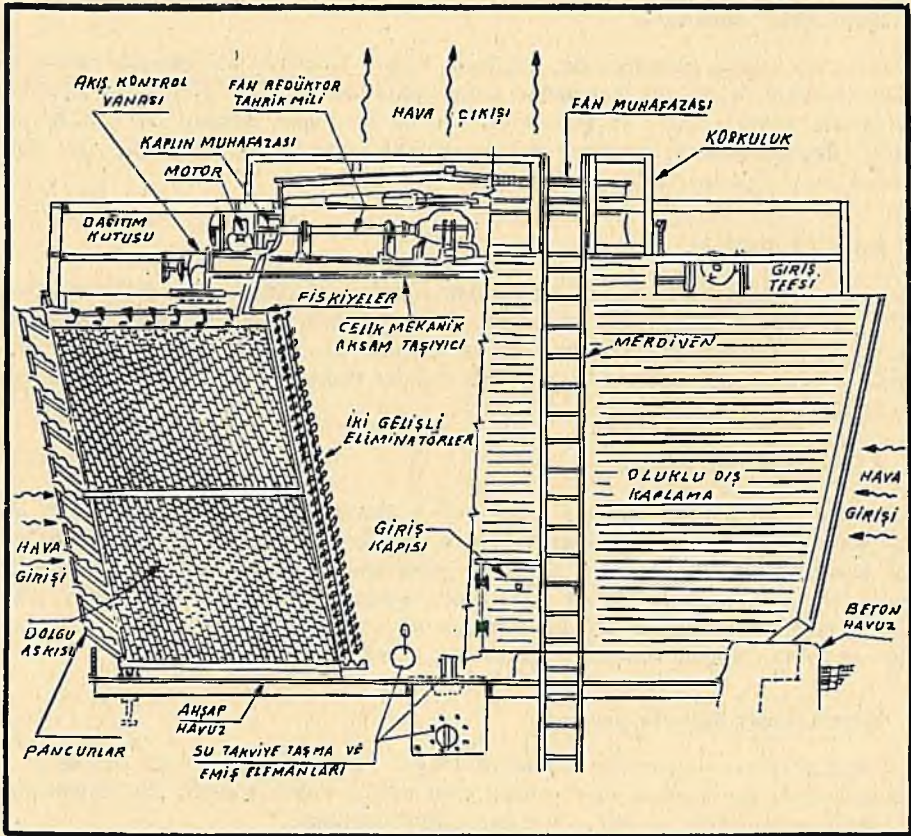 AKIŞ KONTROL
VANASI
FAN REDÜKTOR
TAHRİK MİLİ
HAVA ÇIKIŞI
FAN MUHAFAZASI
KORKULUK
KAPLIN MUHAFAZASI
MOTOR
DAĞITIM
KUTUSU
GİRİŞ
TEESİ
FISKİYELER
ÇELİK MEKANİK
AKSAM TAŞIYICI
MERDİVEN
İKİ GELİŞLİ
ELİMİNATÖRLER
OLUKLU DIŞ
KAPLAMA
HAVA
GİRİŞİ
GİRİŞ
KAPISI
HAVA
GİRİŞİ
DOLGU
ASKISI
BETON
HAVUZ
AHŞAP
HAVUZ
PANCURLAR
SU TAKVİYE TAŞMA VE
EMİŞ ELEMANLARI